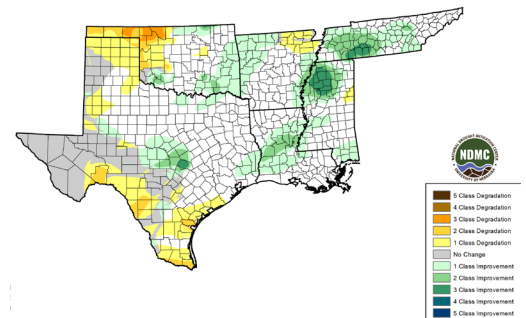 NATIONAL DROUGHT MITIGATION CENTER
NDMC
UNIVERSITY OF NEBRASKA
5 Class Degradation
4 Class Degradation
3 Class Degradation
2 Class Degradation
1 Class Degradation
No Change
1 Class Improvement
2 Class Improvement
3 Class Improvement
4 Class Improvement
5 Class Improvement